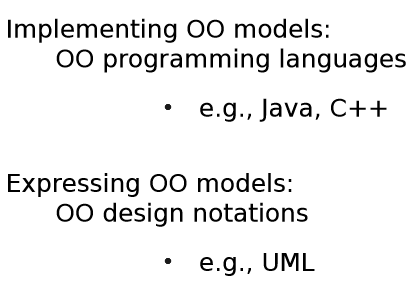 Implementing OO models:
OO programming languages
• e.g., Java, C++
Expressing OO models:
OO design notations
• e.g., UML